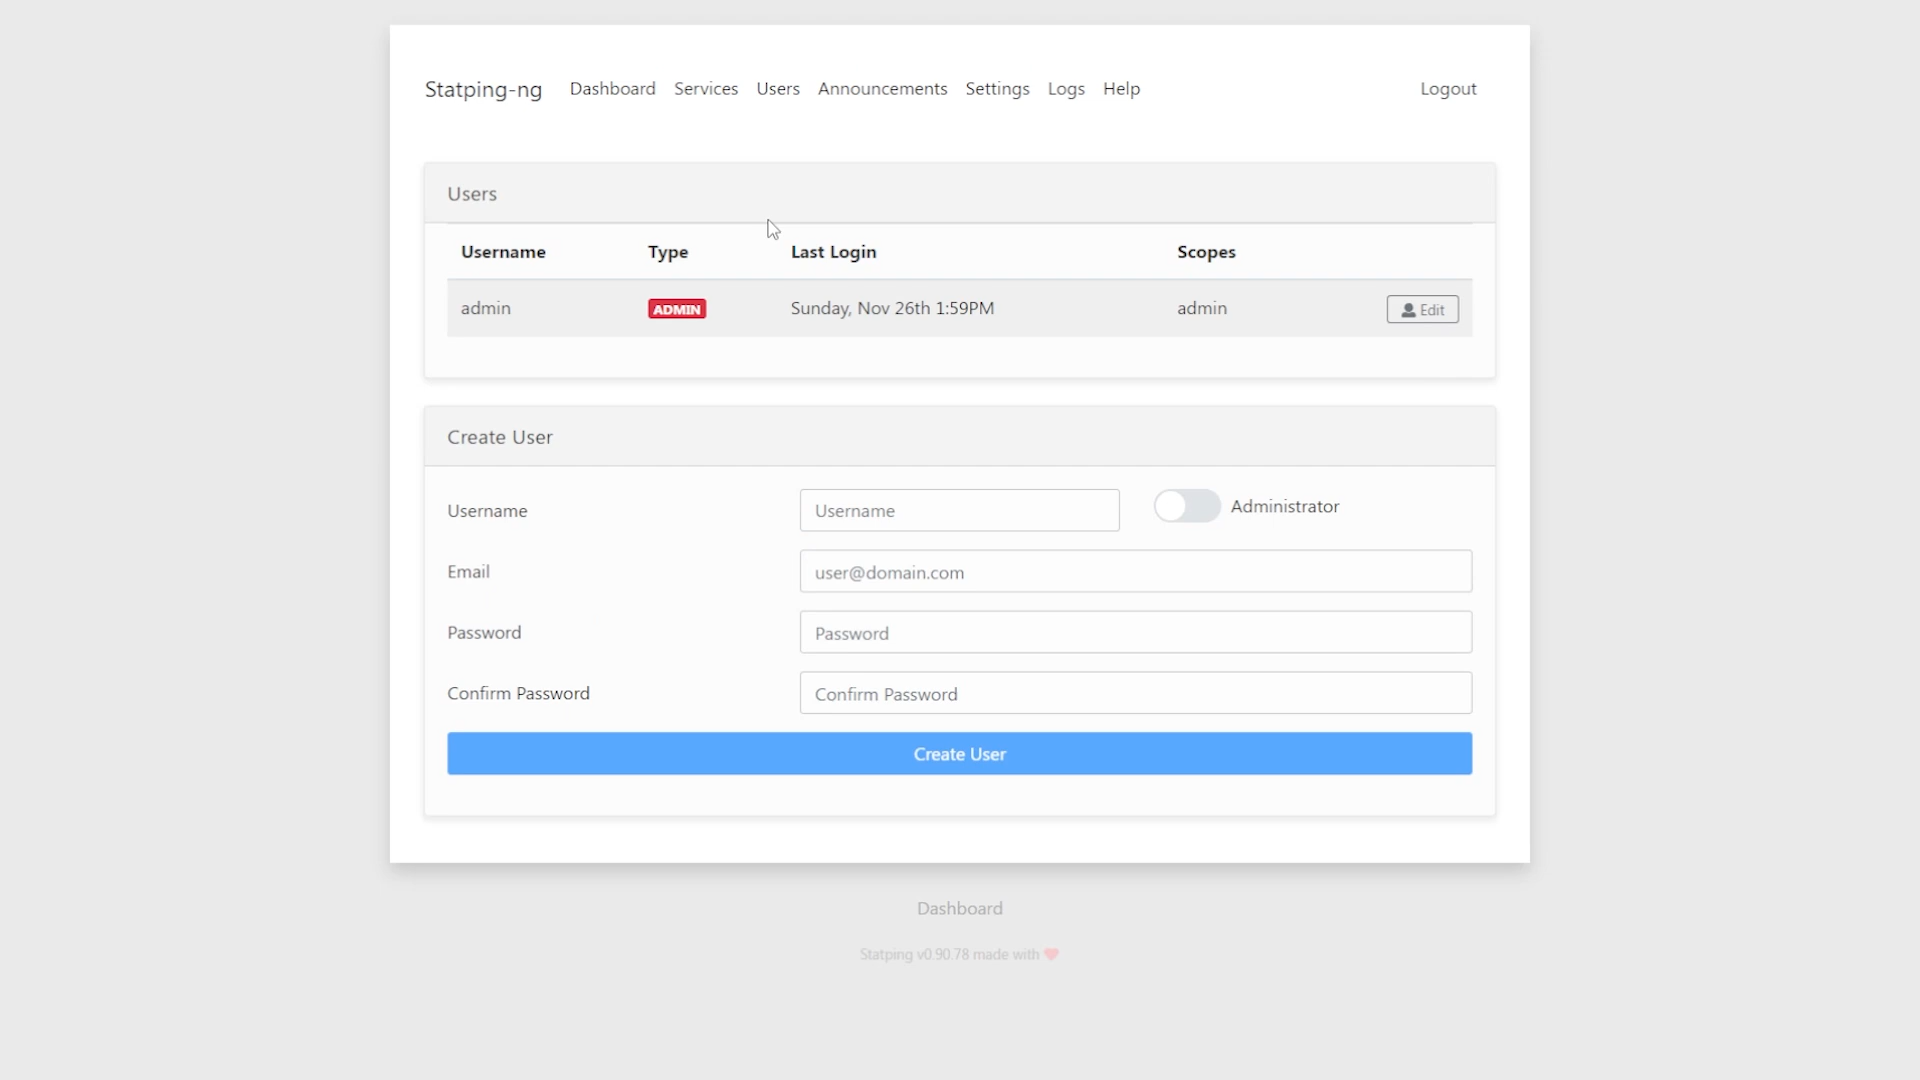 Statping-ng Dashboard Services Users Announcements Settings Logs Help Logout
Users
Username Type Last Login Scopes
admin ADMIN Sunday, Nov 26th 1:59PM admin Edit
Create User
Username Username Administrator
Email user@domain.com
Password Password
Confirm Password Confirm Password
Create User
Dashboard
Statping v0.90.78 made with